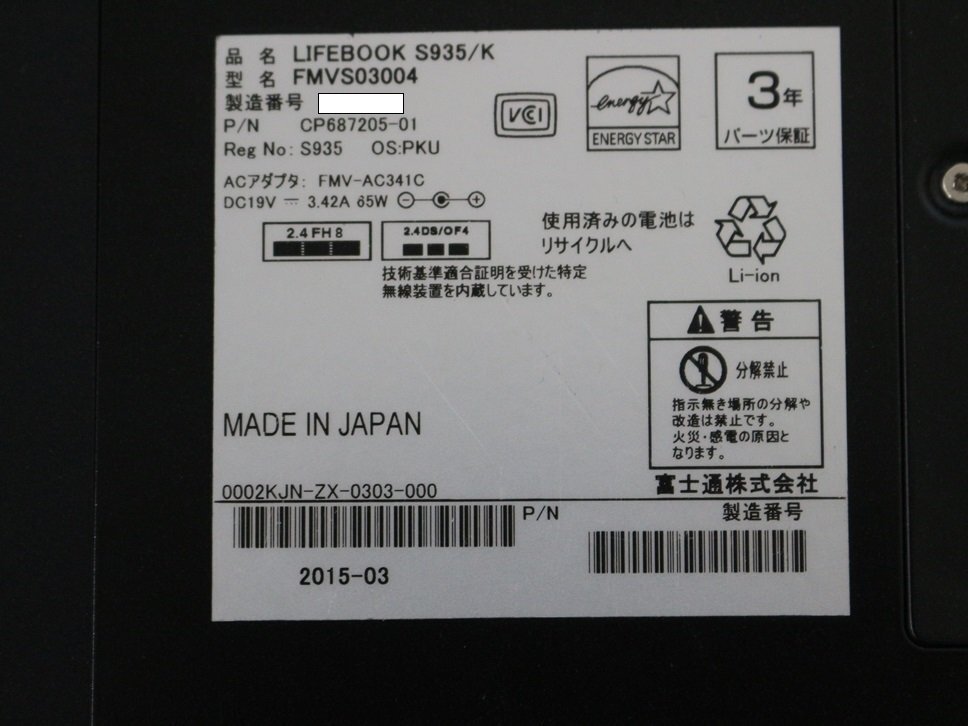 品 名 LIFEBOOK S935/K
型 名 FMVS03004
製造番号
P/N CP687205-01
Reg No: S935 OS:PKU
VCCI
energy
ENERGY STAR
3年
パーツ保証
ACアダプタ: FMV-AC341C
DC19V ⎓ 3.42A 65W
2.4FH8
2.4DS/OF4
技術基準適合証明を受けた特定
無線装置を内蔵しています。
使用済みの電池は
リサイクルへ
Li-ion
警告
分解禁止
指示無き場所の分解や
改造は禁止です。
火災・感電の原因と
なります。
MADE IN JAPAN
富士通株式会社
0002KJN-ZX-0303-000
P/N
製造番号
2015-03